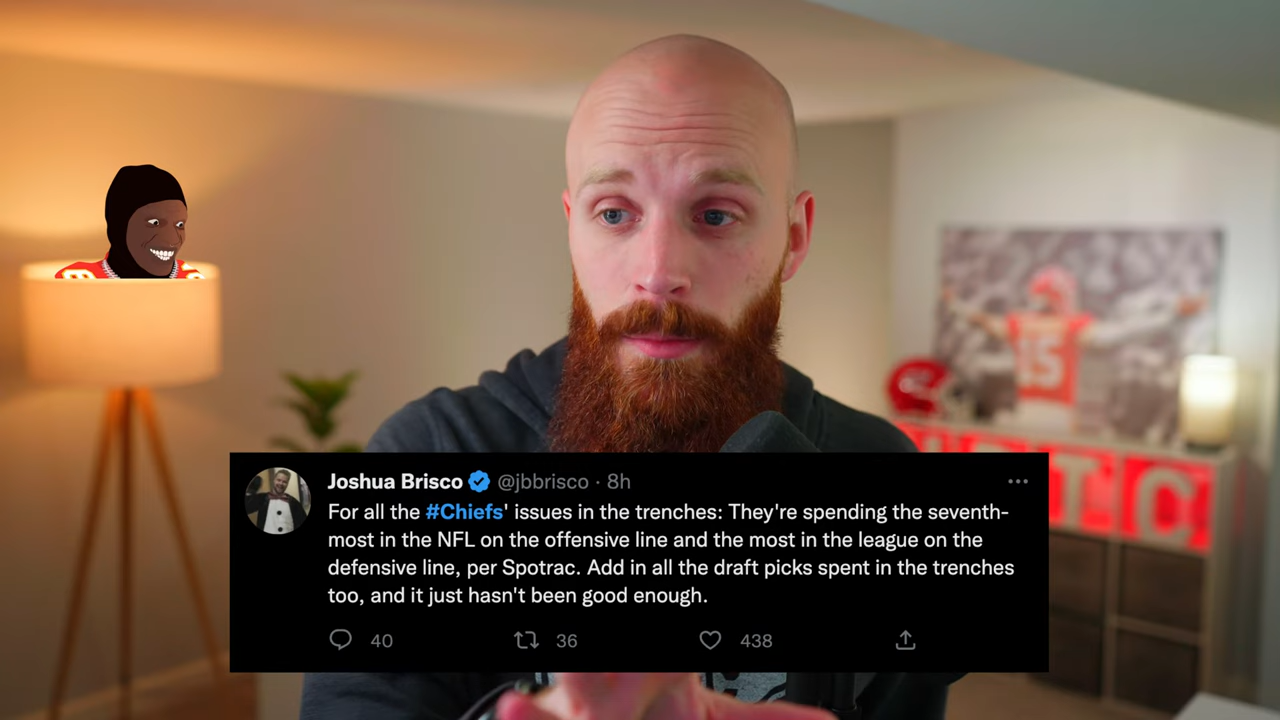 Joshua Brisco @jbbrisco · 8h
For all the #Chiefs' issues in the trenches: They're spending the seventh-
most in the NFL on the offensive line and the most in the league on the
defensive line, per Spotrac. Add in all the draft picks spent in the trenches
too, and it just hasn't been good enough.
40 36 438
15
T C